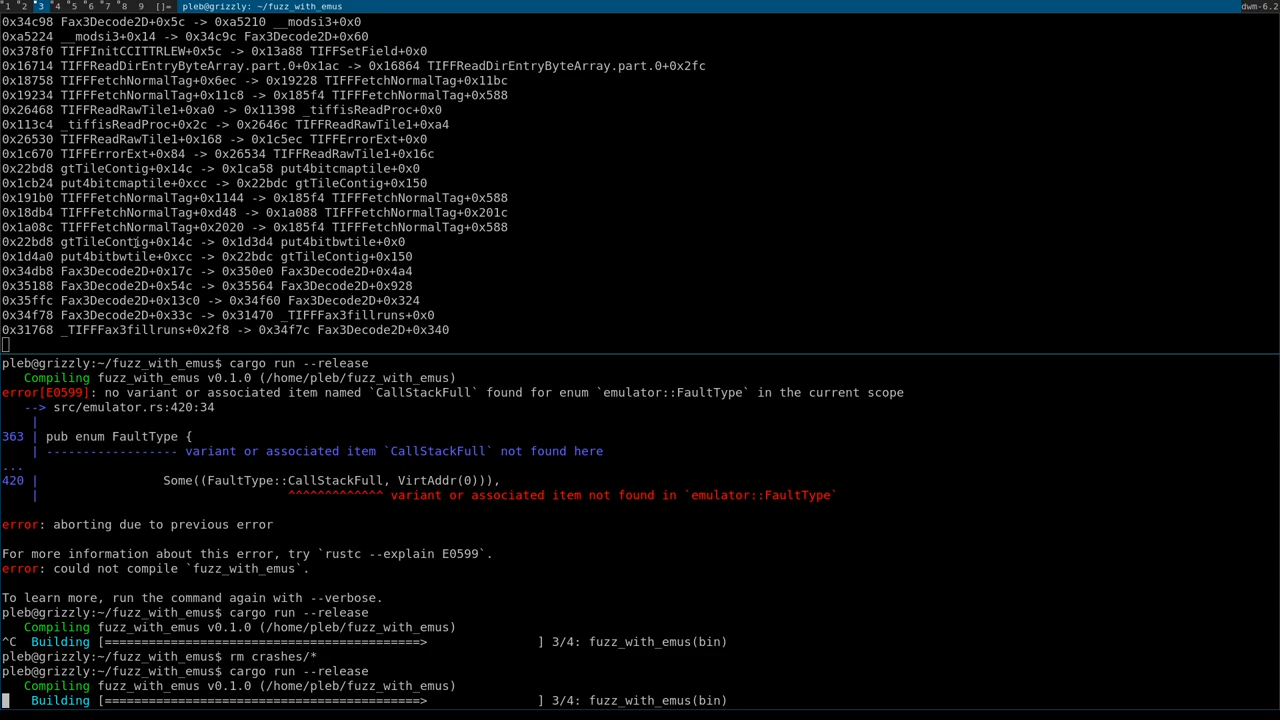 1 2 3 4 5 6 7 8 9 []= pleb@grizzly: ~/fuzz_with_emus dwm-6.2
0x34c98 Fax3Decode2D+0x5c -> 0xa5210 __modsi3+0x0
0xa5224 __modsi3+0x14 -> 0x34c9c Fax3Decode2D+0x60
0x378f0 TIFFInitCCITTRLEW+0x5c -> 0x13a88 TIFFSetField+0x0
0x16714 TIFFReadDirEntryByteArray.part.0+0x1ac -> 0x16864 TIFFReadDirEntryByteArray.part.0+0x2fc
0x18758 TIFFFetchNormalTag+0x6ec -> 0x19228 TIFFFetchNormalTag+0x11bc
0x19234 TIFFFetchNormalTag+0x11c8 -> 0x185f4 TIFFFetchNormalTag+0x588
0x26468 TIFFReadRawTile1+0xa0 -> 0x11398 _tiffisReadProc+0x0
0x113c4 _tiffisReadProc+0x2c -> 0x2646c TIFFReadRawTile1+0xa4
0x26530 TIFFReadRawTile1+0x168 -> 0x1c5ec TIFFErrorExt+0x0
0x1c670 TIFFErrorExt+0x84 -> 0x26534 TIFFReadRawTile1+0x16c
0x22bd8 gtTileContig+0x14c -> 0x1ca58 put4bitcmaptile+0x0
0x1cb24 put4bitcmaptile+0xcc -> 0x22bdc gtTileContig+0x150
0x191b0 TIFFFetchNormalTag+0x1144 -> 0x185f4 TIFFFetchNormalTag+0x588
0x18db4 TIFFFetchNormalTag+0xd48 -> 0x1a088 TIFFFetchNormalTag+0x201c
0x1a08c TIFFFetchNormalTag+0x2020 -> 0x185f4 TIFFFetchNormalTag+0x588
0x22bd8 gtTileContig+0x14c -> 0x1d3d4 put4bitbwtile+0x0
0x1d4a0 put4bitbwtile+0xcc -> 0x22bdc gtTileContig+0x150
0x34db8 Fax3Decode2D+0x17c -> 0x350e0 Fax3Decode2D+0x4a4
0x35188 Fax3Decode2D+0x54c -> 0x35564 Fax3Decode2D+0x928
0x35ffc Fax3Decode2D+0x13c0 -> 0x34f60 Fax3Decode2D+0x324
0x34f78 Fax3Decode2D+0x33c -> 0x31470 _TIFFFax3fillruns+0x0
0x31768 _TIFFFax3fillruns+0x2f8 -> 0x34f7c Fax3Decode2D+0x340
pleb@grizzly:~/fuzz_with_emus$ cargo run --release
   Compiling fuzz_with_emus v0.1.0 (/home/pleb/fuzz_with_emus)
error[E0599]: no variant or associated item named `CallStackFull` found for enum `emulator::FaultType` in the current scope
   --> src/emulator.rs:420:34
    |
363 | pub enum FaultType {
    | ------------------ variant or associated item `CallStackFull` not found here
...
420 |                 Some((FaultType::CallStackFull, VirtAddr(0))),
    |                                  ^^^^^^^^^^^^^ variant or associated item not found in `emulator::FaultType`
error: aborting due to previous error
For more information about this error, try `rustc --explain E0599`.
error: could not compile `fuzz_with_emus`.
To learn more, run the command again with --verbose.
pleb@grizzly:~/fuzz_with_emus$ cargo run --release
   Compiling fuzz_with_emus v0.1.0 (/home/pleb/fuzz_with_emus)
^C  Building [==========================================>              ] 3/4: fuzz_with_emus(bin)
pleb@grizzly:~/fuzz_with_emus$ rm crashes/*
pleb@grizzly:~/fuzz_with_emus$ cargo run --release
   Compiling fuzz_with_emus v0.1.0 (/home/pleb/fuzz_with_emus)
    Building [==========================================>              ] 3/4: fuzz_with_emus(bin)